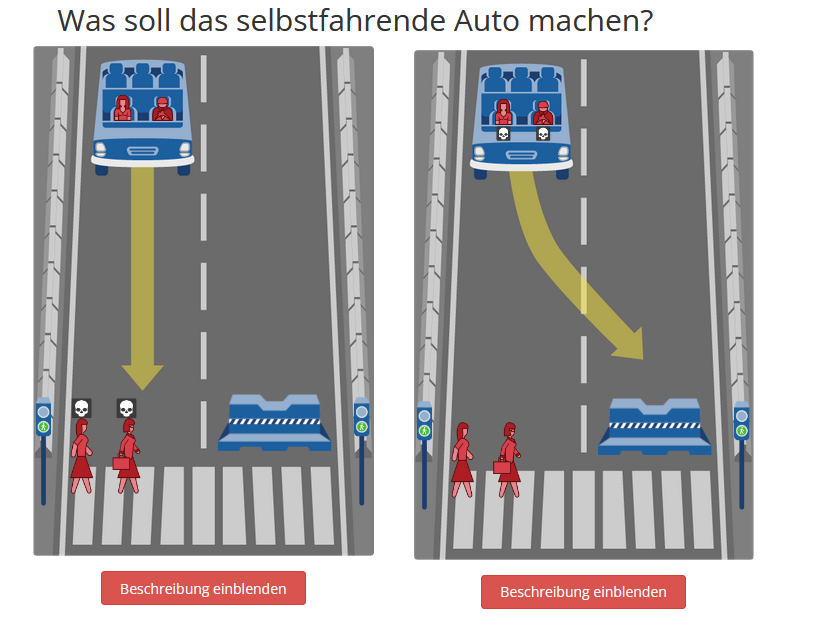 Was soll das selbstfahrende Auto machen?
Beschreibung einblenden
Beschreibung einblenden